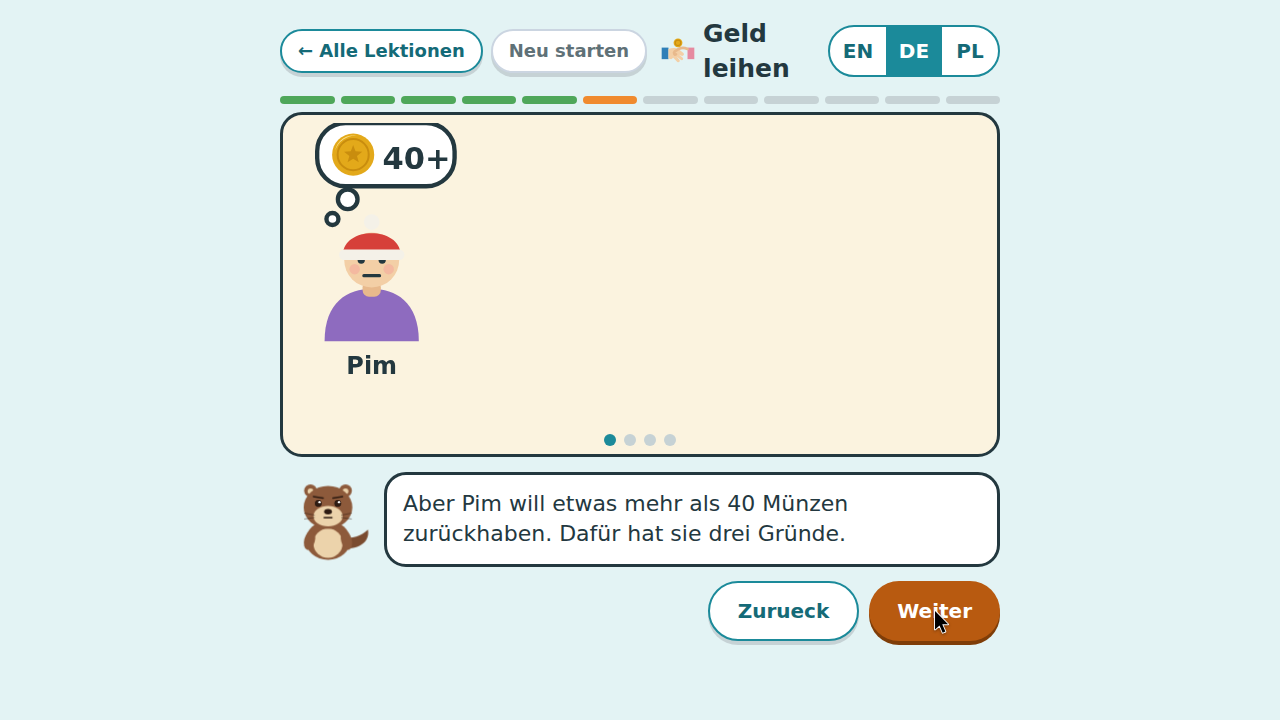 ← Alle Lektionen
Neu starten
Geld
leihen
EN DE PL
40+
Pim
Aber Pim will etwas mehr als 40 Münzen
zurückhaben. Dafür hat sie drei Gründe.
Zurueck
Weiter